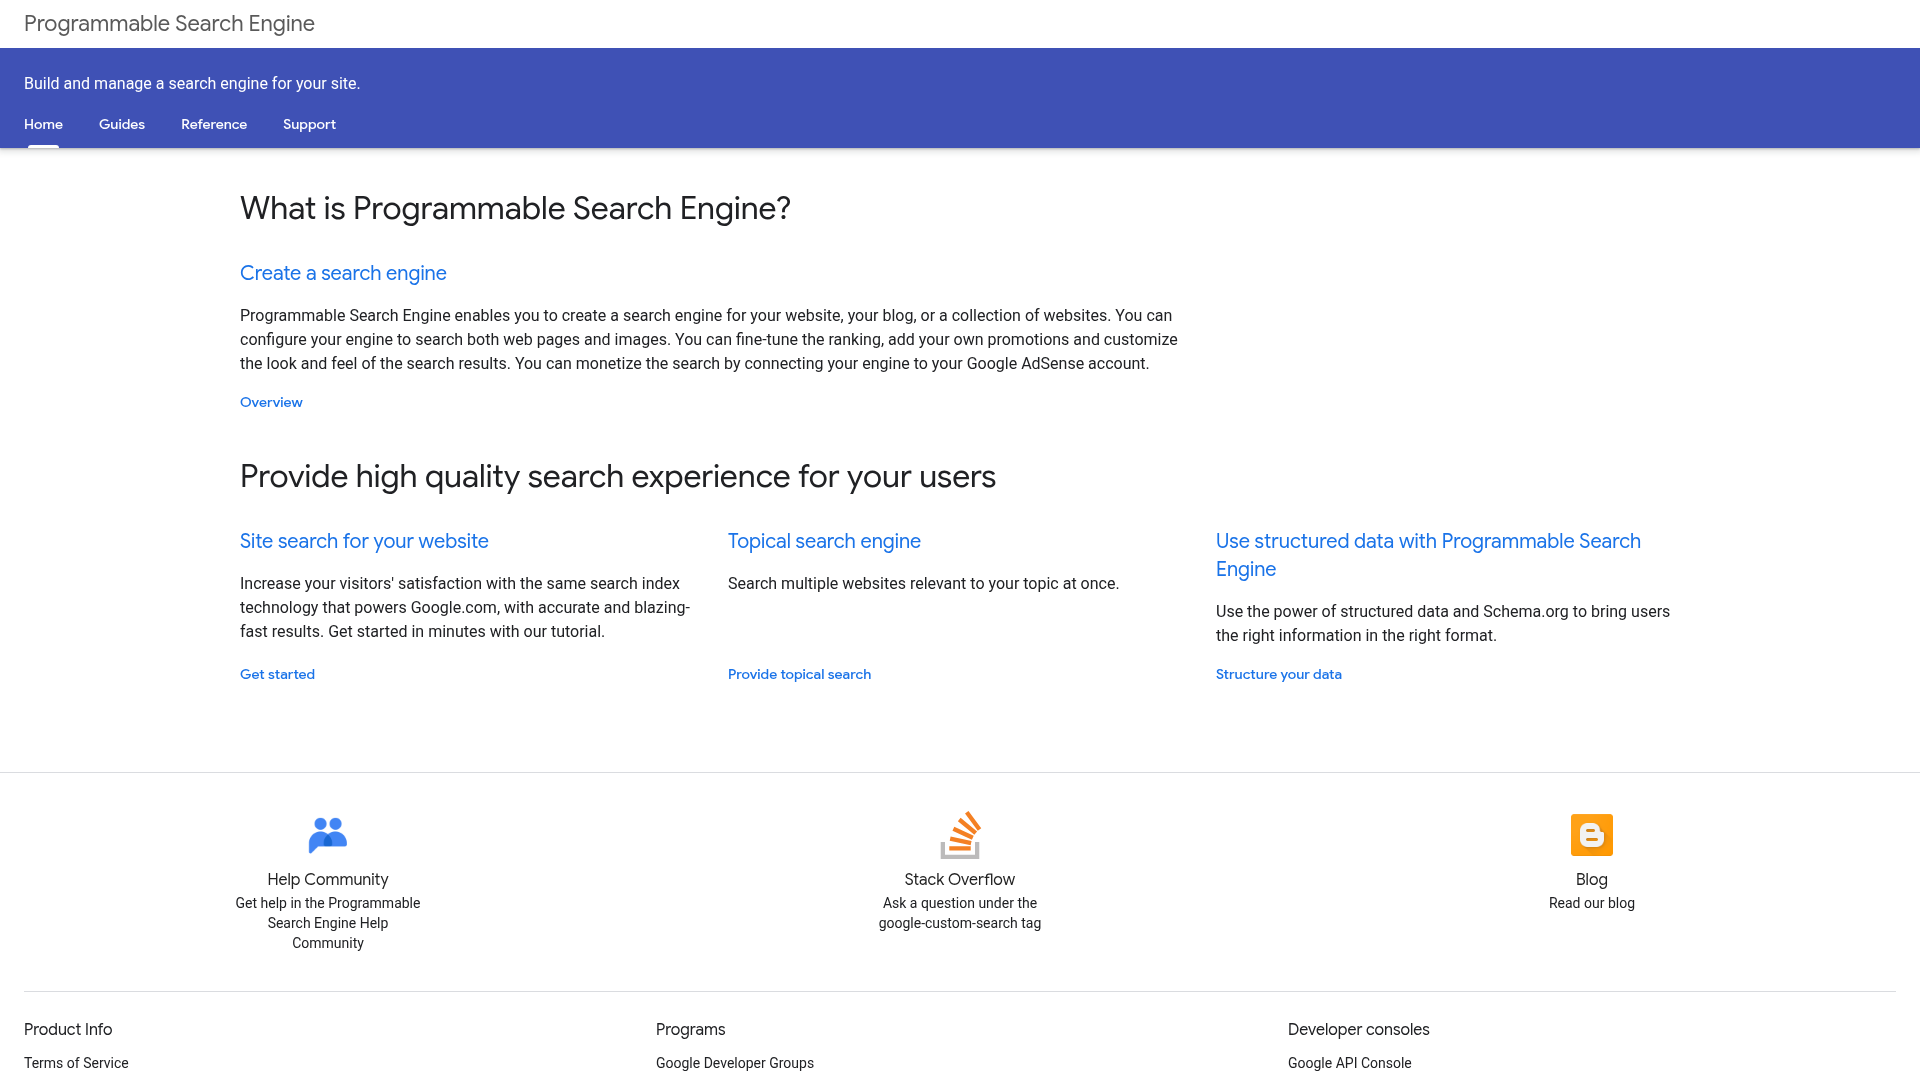 Programmable Search Engine
Build and manage a search engine for your site.
Home
Guides
Reference
Support
What is Programmable Search Engine?
Create a search engine
Programmable Search Engine enables you to create a search engine for your website, your blog, or a collection of websites. You can
configure your engine to search both web pages and images. You can fine-tune the ranking, add your own promotions and customize
the look and feel of the search results. You can monetize the search by connecting your engine to your Google AdSense account.
Overview
Provide high quality search experience for your users
Site search for your website
Increase your visitors' satisfaction with the same search index
technology that powers Google.com, with accurate and blazing-
fast results. Get started in minutes with our tutorial.
Get started
Topical search engine
Search multiple websites relevant to your topic at once.
Provide topical search
Use structured data with Programmable Search
Engine
Use the power of structured data and Schema.org to bring users
the right information in the right format.
Structure your data
Help Community
Get help in the Programmable
Search Engine Help
Community
Stack Overflow
Ask a question under the
google-custom-search tag
Blog
Read our blog
Product Info
Terms of Service
Programs
Google Developer Groups
Developer consoles
Google API Console